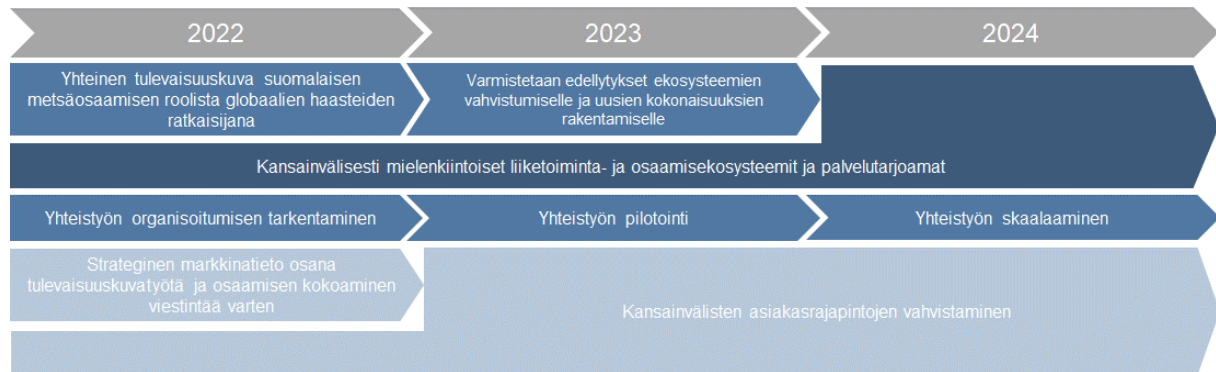 2022
2023
2024
Yhteinen tulevaisuuskuva suomalaisen
metsäosaamisen roolista globaalien haasteiden
ratkaisijana
Varmistetaan edellytykset ekosysteemien
vahvistumiselle ja uusien kokonaisuuksien
rakentamiselle
Kansainvälisesti mielenkiintoiset liiketoiminta- ja osaamisekosysteemit ja palvelutarjoamat
Yhteistyön organisoitumisen tarkentaminen
Yhteistyön pilotointi
Yhteistyön skaalaaminen
Strateginen markkinatieto osana
tulevaisuuskuvatyötä ja osaamisen kokoaminen
viestintää varten
Kansainvälisten asiakasrajapintojen vahvistaminen